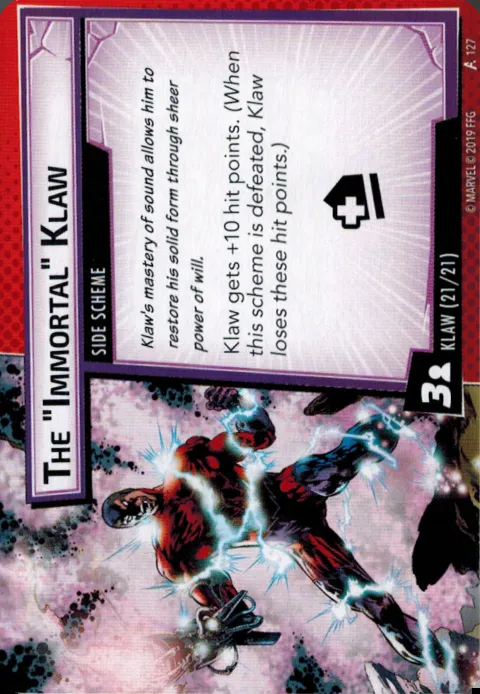 THE "IMMORTAL" KLAW
SIDE SCHEME
Klaw's mastery of sound allows him to
restore his solid form through sheer
power of will.
Klaw gets +10 hit points. (When
this scheme is defeated, Klaw
loses these hit points.)
3
KLAW (21/21)
© MARVEL © 2019 FFG
127